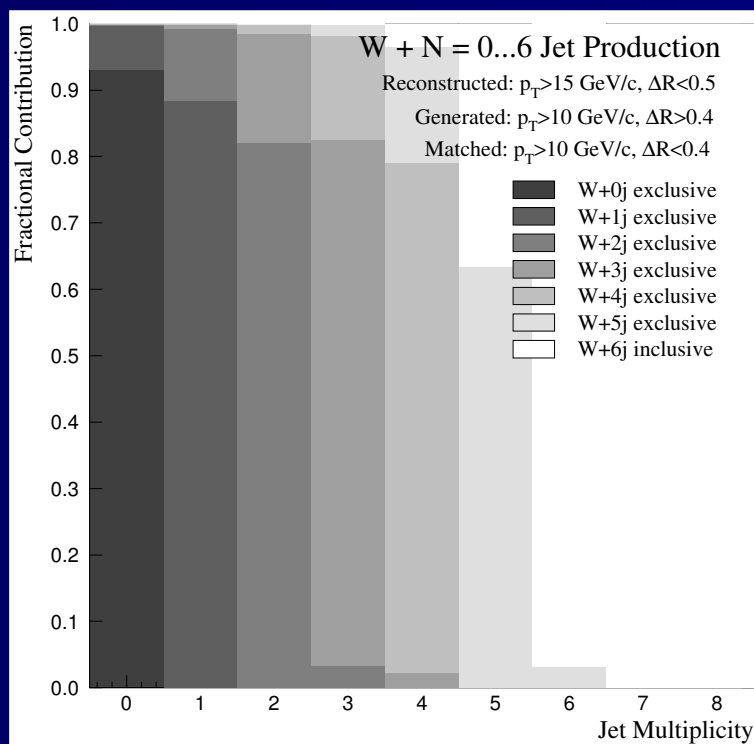 W + N = 0...6 Jet Production
Reconstructed: pT>15 GeV/c, ΔR<0.5
Generated: pT>10 GeV/c, ΔR>0.4
Matched: pT>10 GeV/c, ΔR<0.4
W+0j exclusive
W+1j exclusive
W+2j exclusive
W+3j exclusive
W+4j exclusive
W+5j exclusive
W+6j inclusive
Fractional Contribution
1.0
0.9
0.8
0.7
0.6
0.5
0.4
0.3
0.2
0.1
0.0
0 1 2 3 4 5 6 7 8
Jet Multiplicity